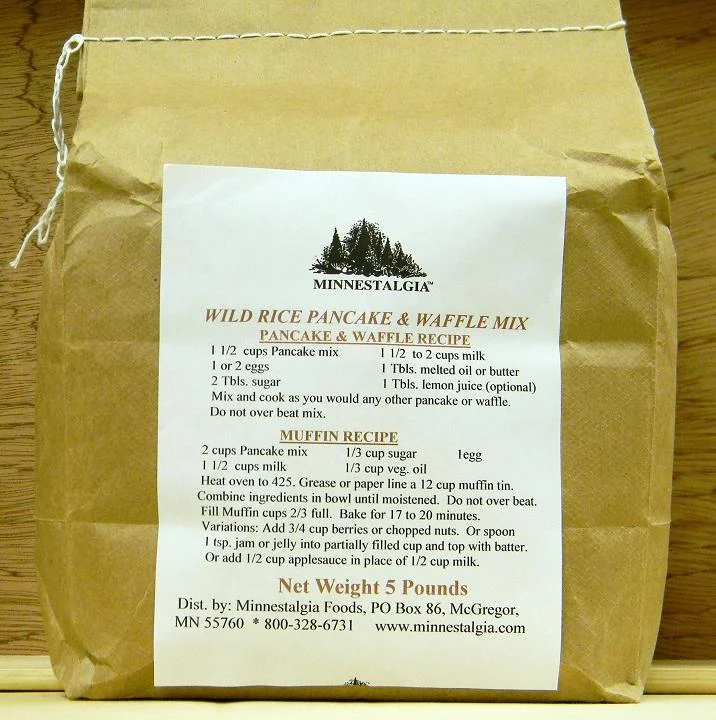 MINNESTALGIA™
WILD RICE PANCAKE & WAFFLE MIX
PANCAKE & WAFFLE RECIPE
1 1/2 cups Pancake mix 1 1/2 to 2 cups milk
1 or 2 eggs 1 Tbls. melted oil or butter
2 Tbls. sugar 1 Tbls. lemon juice (optional)
Mix and cook as you would any other pancake or waffle.
Do not over beat mix.
MUFFIN RECIPE
2 cups Pancake mix 1/3 cup sugar 1egg
1 1/2 cups milk 1/3 cup veg. oil
Heat oven to 425. Grease or paper line a 12 cup muffin tin.
Combine ingredients in bowl until moistened. Do not over beat.
Fill Muffin cups 2/3 full. Bake for 17 to 20 minutes.
Variations: Add 3/4 cup berries or chopped nuts. Or spoon
1 tsp. jam or jelly into partially filled cup and top with batter.
Or add 1/2 cup applesauce in place of 1/2 cup milk.
Net Weight 5 Pounds
Dist. by: Minnestalgia Foods, PO Box 86, McGregor,
MN 55760 * 800-328-6731 www.minnestalgia.com